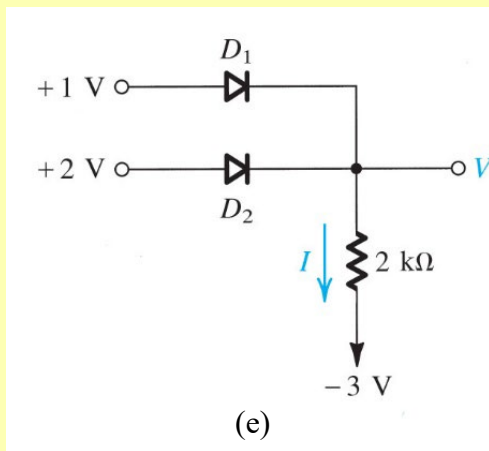 D₁
+1 V
+2 V
V
D₂
I
2 kΩ
−3 V
(e)